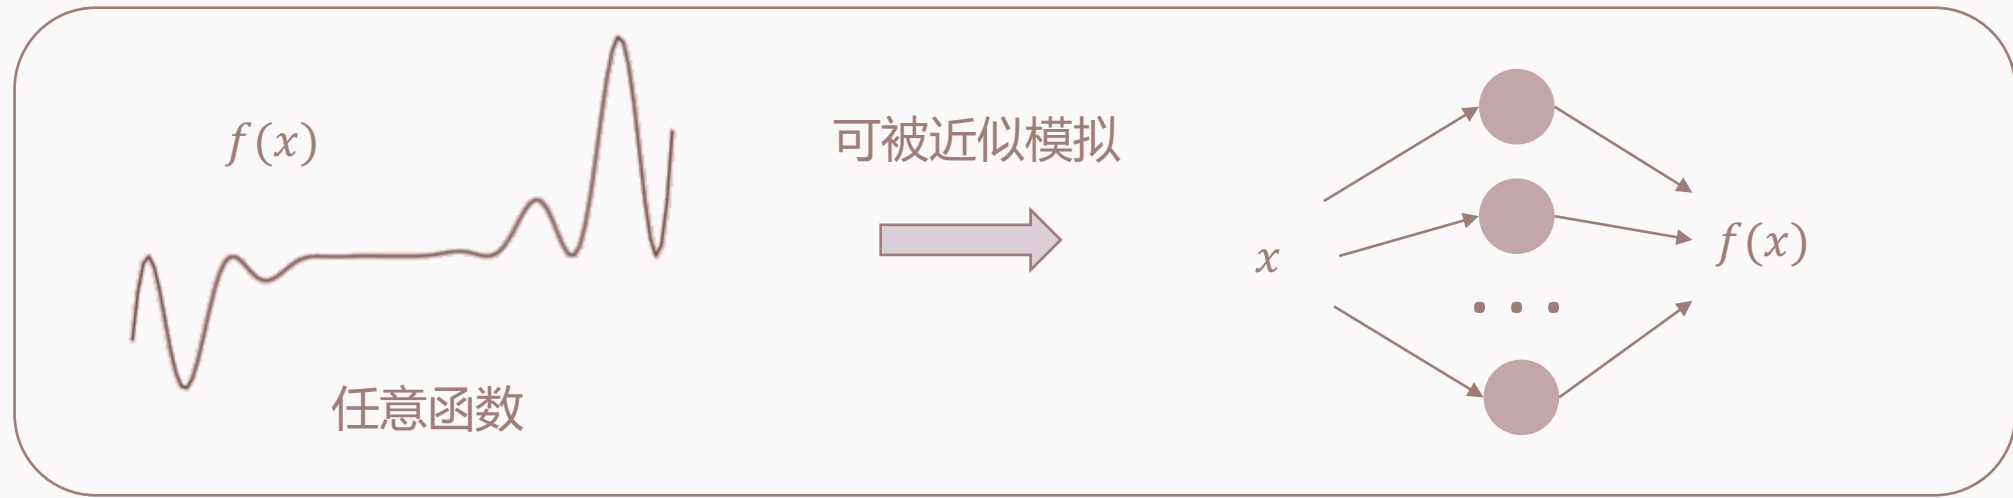 f(x)
任意函数
可被近似模拟
x
. . .
f(x)